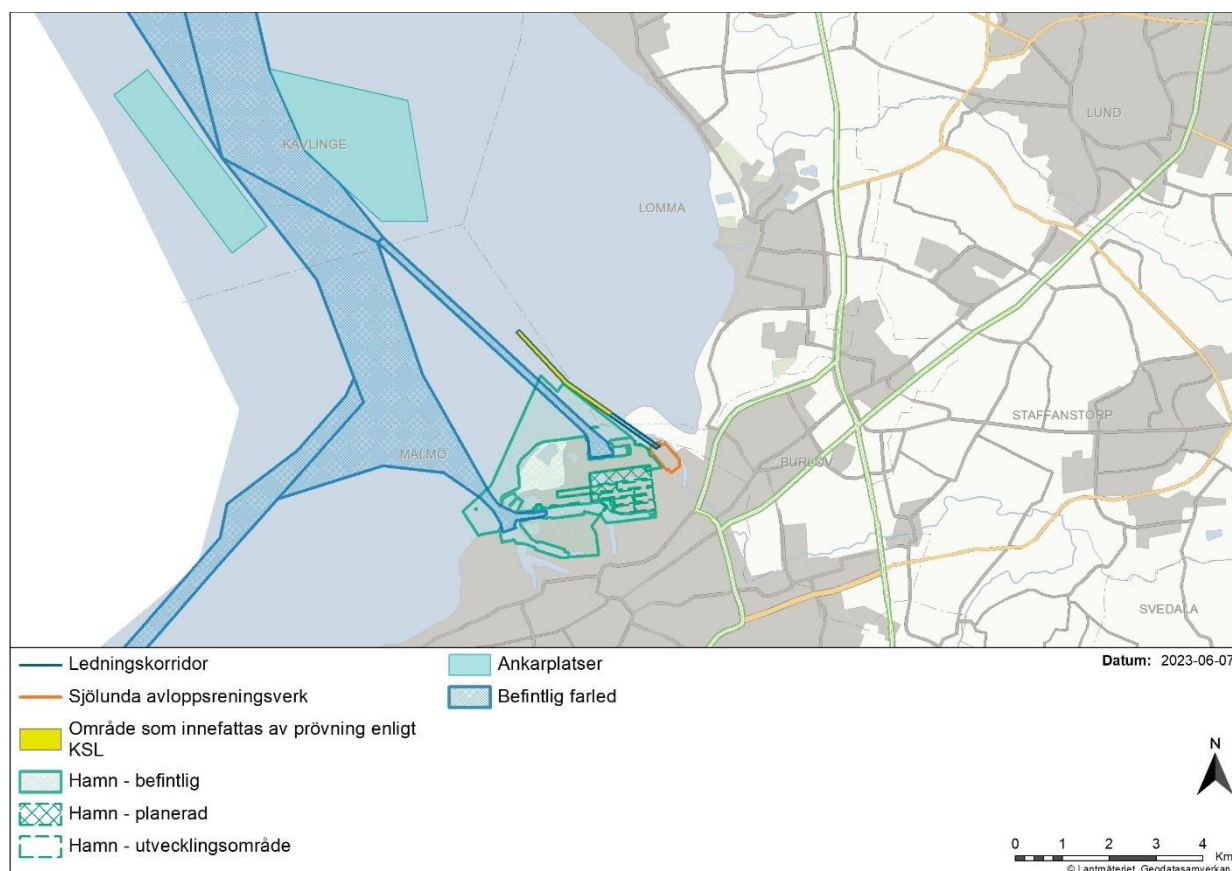 LUND
KÄVLINGE
LOMMA
STAFFANSTORP
MALMÖ
BURLÖV
SVEDALA
Ledningskorridor
Sjölunda avloppsreningsverk
Område som innefattas av prövning enligt
KSL
Hamn - befintlig
Hamn - planerad
Hamn - utvecklingsområde
Ankarplatser
Befintlig farled
Datum: 2023-06-07
N
0 1 2 3 4
Km
© Lantmäteriet, Geodatasamverkan